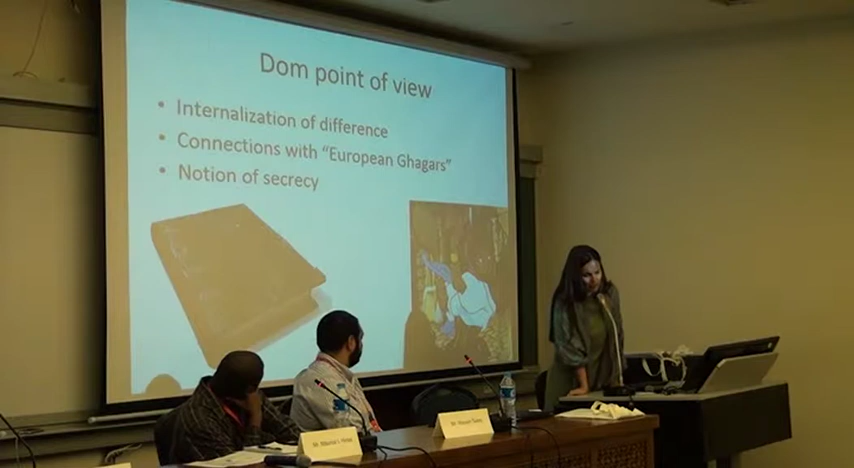 Dom point of view
• Internalization of difference
• Connections with “European Ghagars”
• Notion of secrecy